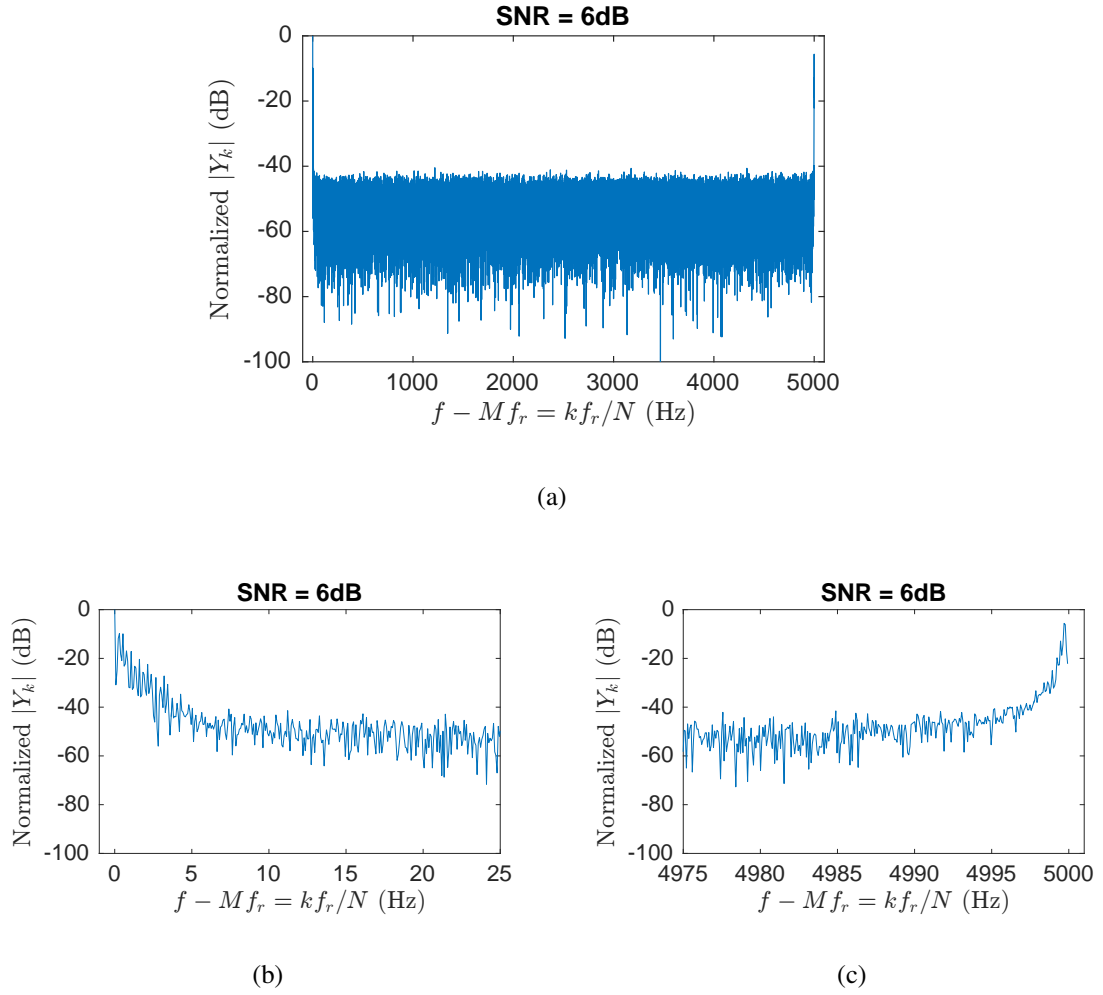 SNR = 6dB
0
-20
-40
-60
-80
-100
Normalized |Y_k| (dB)
0 1000 2000 3000 4000 5000
f − Mf_r = kf_r/N (Hz)
(a)
SNR = 6dB
0
-20
-40
-60
-80
-100
Normalized |Y_k| (dB)
0 5 10 15 20 25
f − Mf_r = kf_r/N (Hz)
(b)
SNR = 6dB
0
-20
-40
-60
-80
-100
Normalized |Y_k| (dB)
4975 4980 4985 4990 4995 5000
f − Mf_r = kf_r/N (Hz)
(c)